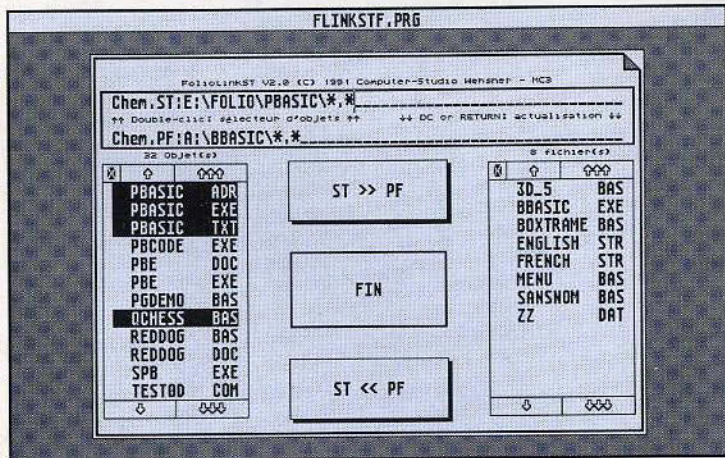 FLINKSTF.PRG
FolioLinkST V2.0 (C) 1991 Computer-Studio Wehsner - MC3
Chem.ST:E:\FOLIO\PBASIC\*.*
↑↑ Double-clic: sélecteur d'objets ↑↑ ↓↓ DC or RETURN: actualisation ↓↓
Chem.PF:A:\BBASIC\*.*
32 Objet(s)
8 fichier(s)
PBASIC ADR
PBASIC EXE
PBASIC TXT
PBCODE EXE
PBE DOC
PBE EXE
PGDEMO BAS
QCHESS BAS
REDDOG BAS
REDDOG DOC
SPB EXE
TEST0D COM
ST >> PF
FIN
ST << PF
3D_5 BAS
BBASIC EXE
BOXTRAME BAS
ENGLISH STR
FRENCH STR
MENU BAS
SANSNOM BAS
ZZ DAT